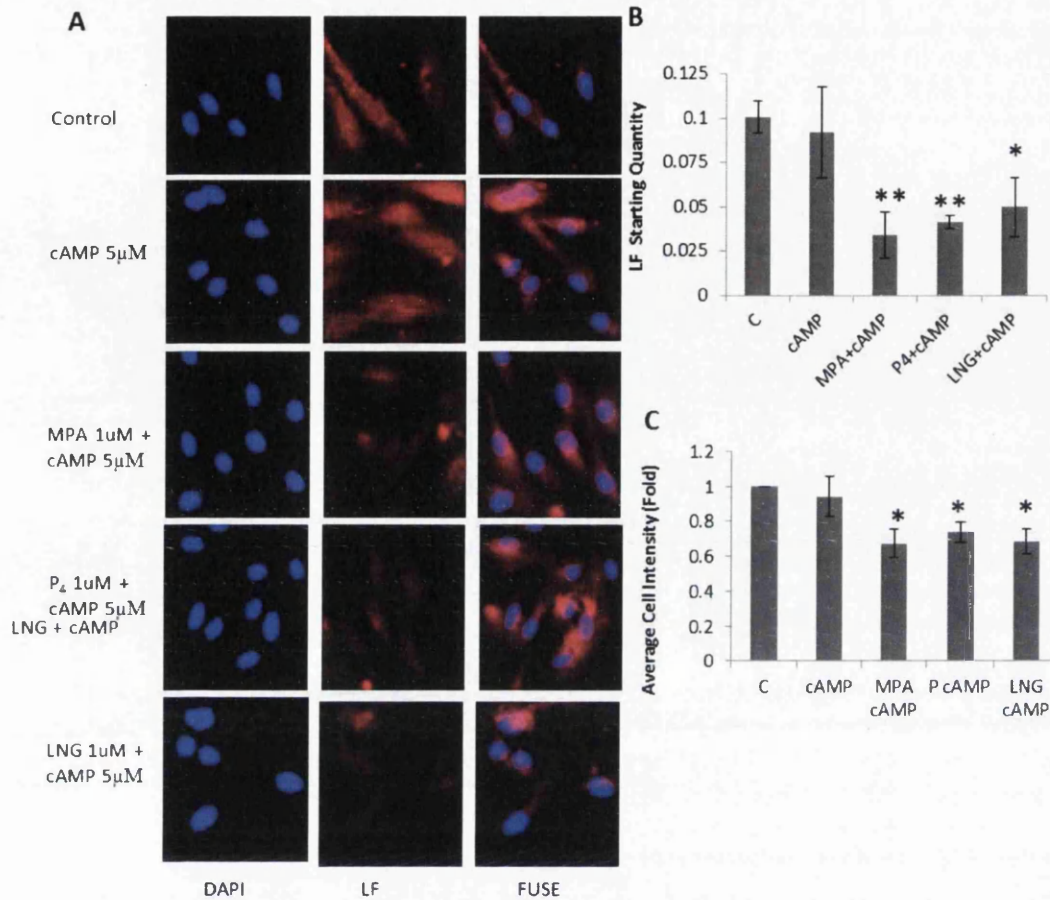 A
Control
cAMP 5µM
MPA 1uM +
cAMP 5µM
P4 1uM +
cAMP 5µM
LNG + cAMP
LNG 1uM +
cAMP 5µM
DAPI LF FUSE
B
LF Starting Quantity
0.125
0.1
0.075
0.05
0.025
0
** ** *
C cAMP MPA+cAMP P4+cAMP LNG+cAMP
C
Average Cell Intensity (Fold)
1.2
1
0.8
0.6
0.4
0.2
0
* * *
C cAMP MPA P cAMP LNG
cAMP cAMP